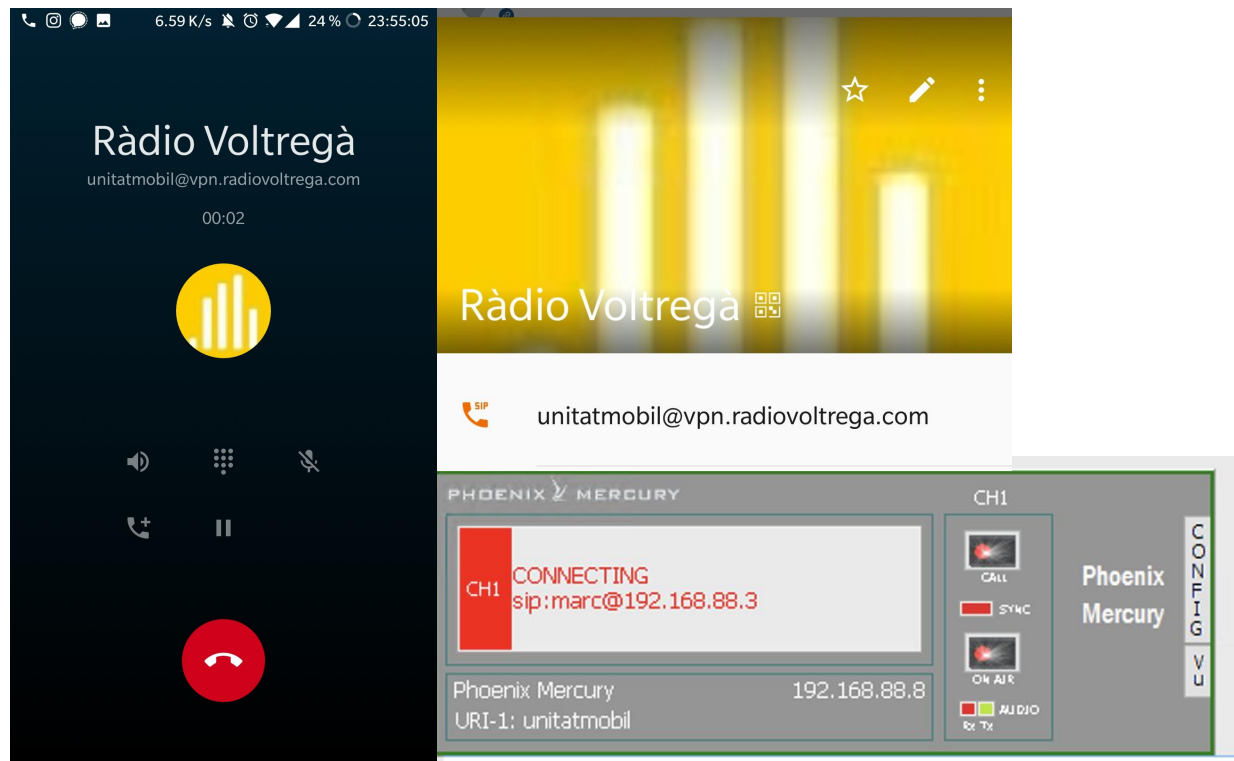 6.59 K/s 24 % 23:55:05
Ràdio Voltregà
unitatmobil@vpn.radiovoltrega.com
00:02
Ràdio Voltregà
SIP
unitatmobil@vpn.radiovoltrega.com
PHOENIX MERCURY
CH1
CH1
CONNECTING
sip:marc@192.168.88.3
CALL
SYNC
ON AIR
AUDIO
Rx Tx
Phoenix
Mercury
CONFIG
Vu
Phoenix Mercury 192.168.88.8
URI-1: unitatmobil